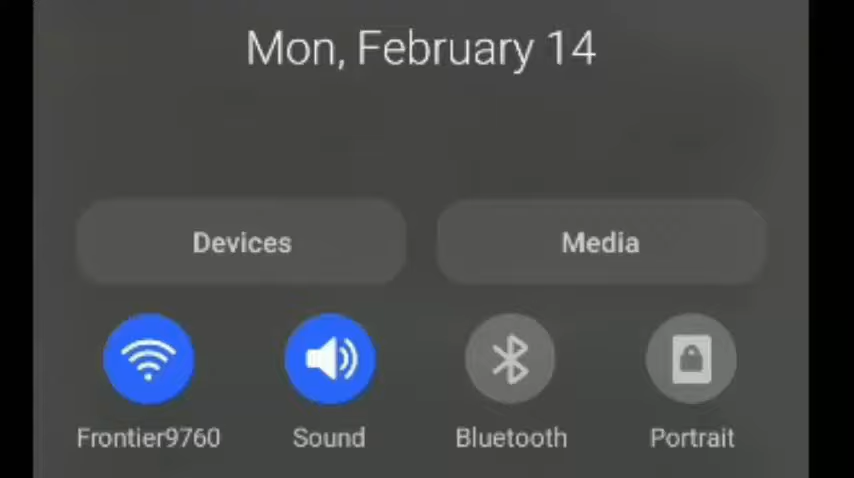 Mon, February 14
Devices Media
Frontier9760 Sound Bluetooth Portrait